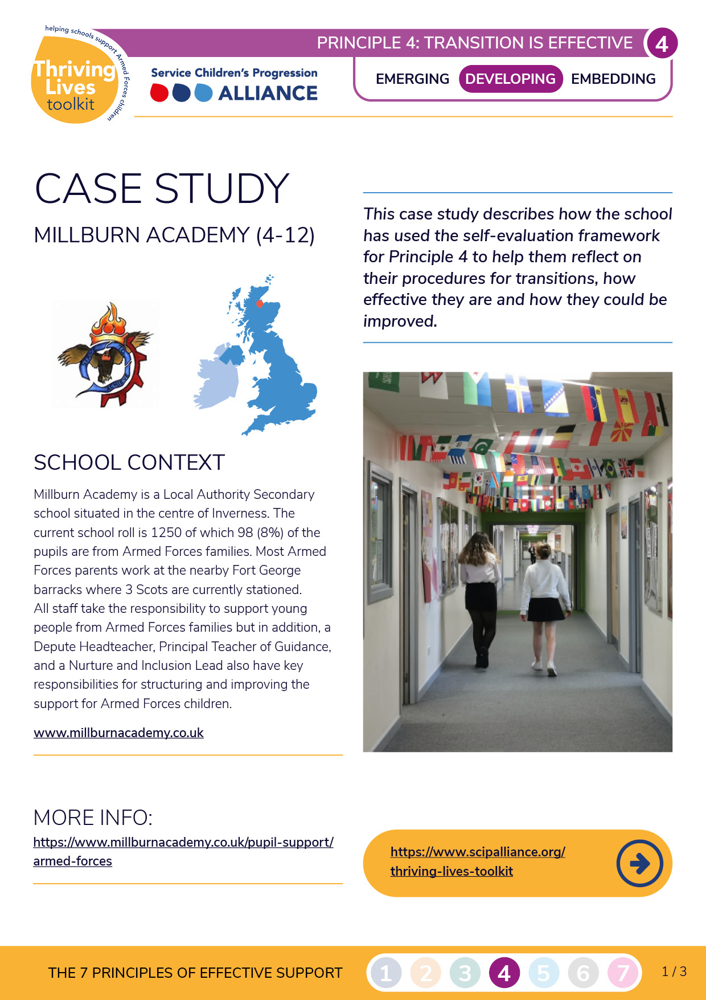 helping schools support Armed Forces children
Thriving
Lives
toolkit
PRINCIPLE 4: TRANSITION IS EFFECTIVE
4
Service Children's Progression
ALLIANCE
EMERGING DEVELOPING EMBEDDING
CASE STUDY
MILLBURN ACADEMY (4-12)
STRIVE TO ACHIEVE
SCHOOL CONTEXT
Millburn Academy is a Local Authority Secondary
school situated in the centre of Inverness. The
current school roll is 1250 of which 98 (8%) of the
pupils are from Armed Forces families. Most Armed
Forces parents work at the nearby Fort George
barracks where 3 Scots are currently stationed.
All staff take the responsibility to support young
people from Armed Forces families but in addition, a
Depute Headteacher, Principal Teacher of Guidance,
and a Nurture and Inclusion Lead also have key
responsibilities for structuring and improving the
support for Armed Forces children.
www.millburnacademy.co.uk
MORE INFO:
https://www.millburnacademy.co.uk/pupil-support/
armed-forces
This case study describes how the school
has used the self-evaluation framework
for Principle 4 to help them reflect on
their procedures for transitions, how
effective they are and how they could be
improved.
https://www.scipalliance.org/
thriving-lives-toolkit
THE 7 PRINCIPLES OF EFFECTIVE SUPPORT
1 2 3 4 5 6 7
1 / 3